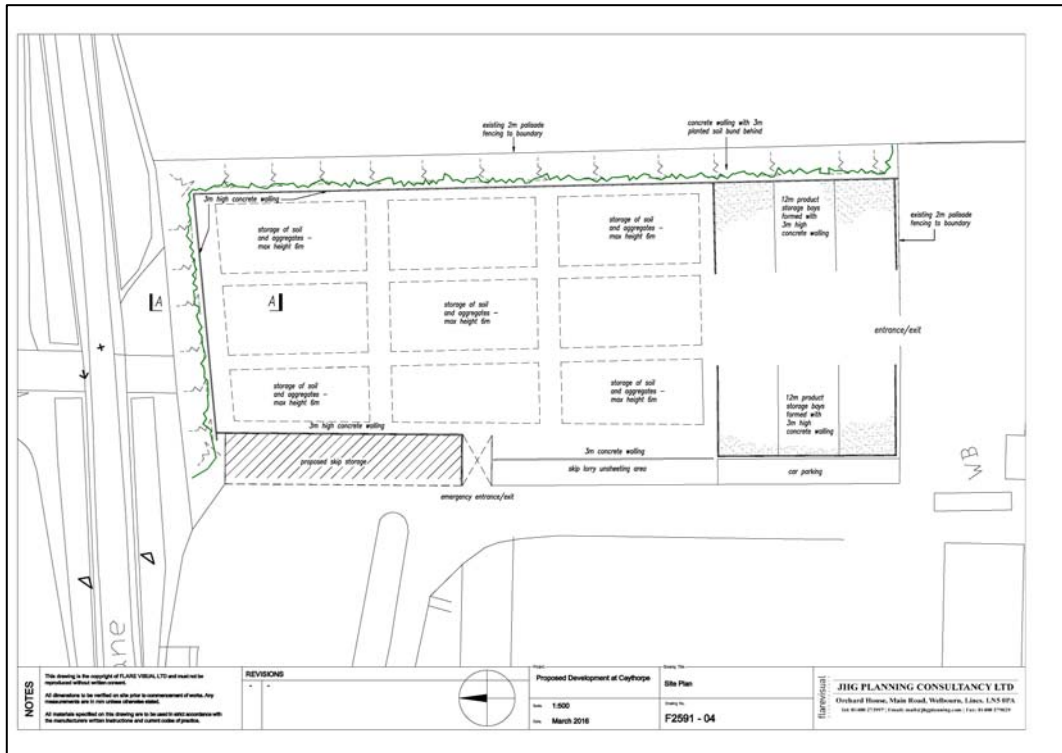 existing 2m palisade
fencing to boundary
concrete walling with 3m
planted soil bund behind
3m high concrete walling
storage of soil
and aggregates –
max height 6m
storage of soil
and aggregates –
max height 6m
12m product
storage bays
formed with
3m high
concrete walling
existing 2m palisade
fencing to boundary
A
A
storage of soil
and aggregates –
max height 6m
entrance/exit
storage of soil
and aggregates –
max height 6m
storage of soil
and aggregates –
max height 6m
12m product
storage bays
formed with
3m high
concrete walling
3m high concrete walling
proposed skip storage
3m concrete walling
skip lorry unsheeting area
car parking
WB
emergency entrance/exit
ane
NOTES
This drawing is the copyright of FLARE VISUAL LTD and must not be
reproduced without written consent.
All dimensions to be verified on site prior to commencement of works. Any
measurements are in mm unless otherwise stated.
All materials specified on this drawing are to be used in strict accordance with
the manufacturers written instructions and current codes of practice.
REVISIONS
- -
Project
Proposed Development at Caythorpe
Scale 1:500
Date March 2016
Drawing Title
Site Plan
Drawing No.
F2591 - 04
flarevisual
JHG PLANNING CONSULTANCY LTD
Orchard House, Main Road, Welbourn, Lincs, LN5 0PA